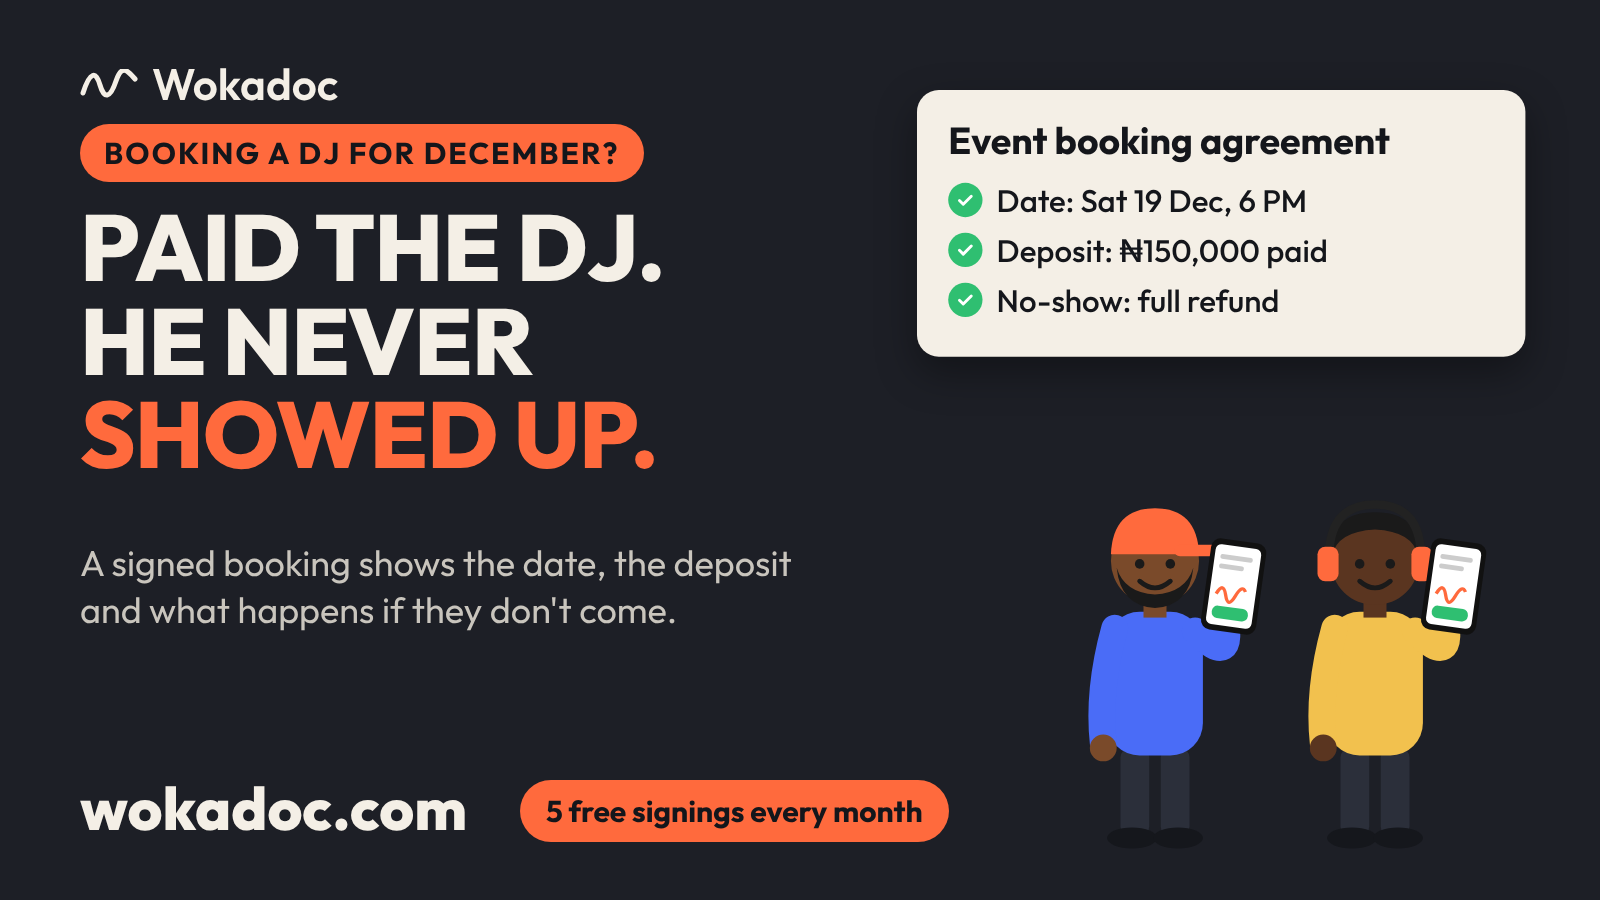 Wokadoc
BOOKING A DJ FOR DECEMBER?
PAID THE DJ.
HE NEVER
SHOWED UP.
A signed booking shows the date, the deposit
and what happens if they don't come.
wokadoc.com
5 free signings every month
Event booking agreement
Date: Sat 19 Dec, 6 PM
Deposit: ₦150,000 paid
No-show: full refund